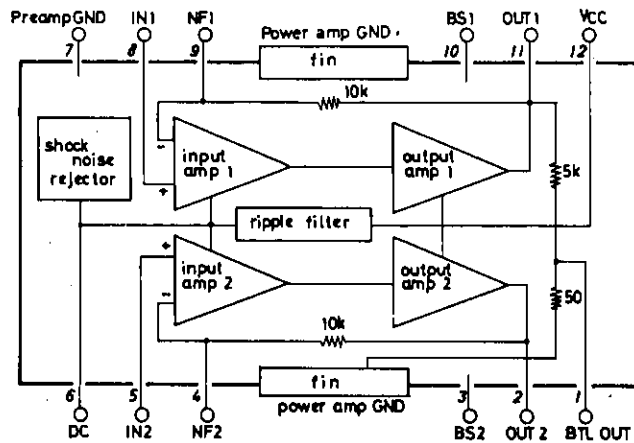 PreampGND IN1 NF1 Power amp GND. BS1 OUT1 VCC
7 8 9 10 11 12
fin
10k
shock
noise
rejector
-
+
input
amp 1
output
amp 1
5k
ripple filter
+
-
input
amp 2
output
amp 2
50
10k
fin
6 5 4 3 2 1
DC IN2 NF2 power amp GND BS2 OUT 2 BTL OUT